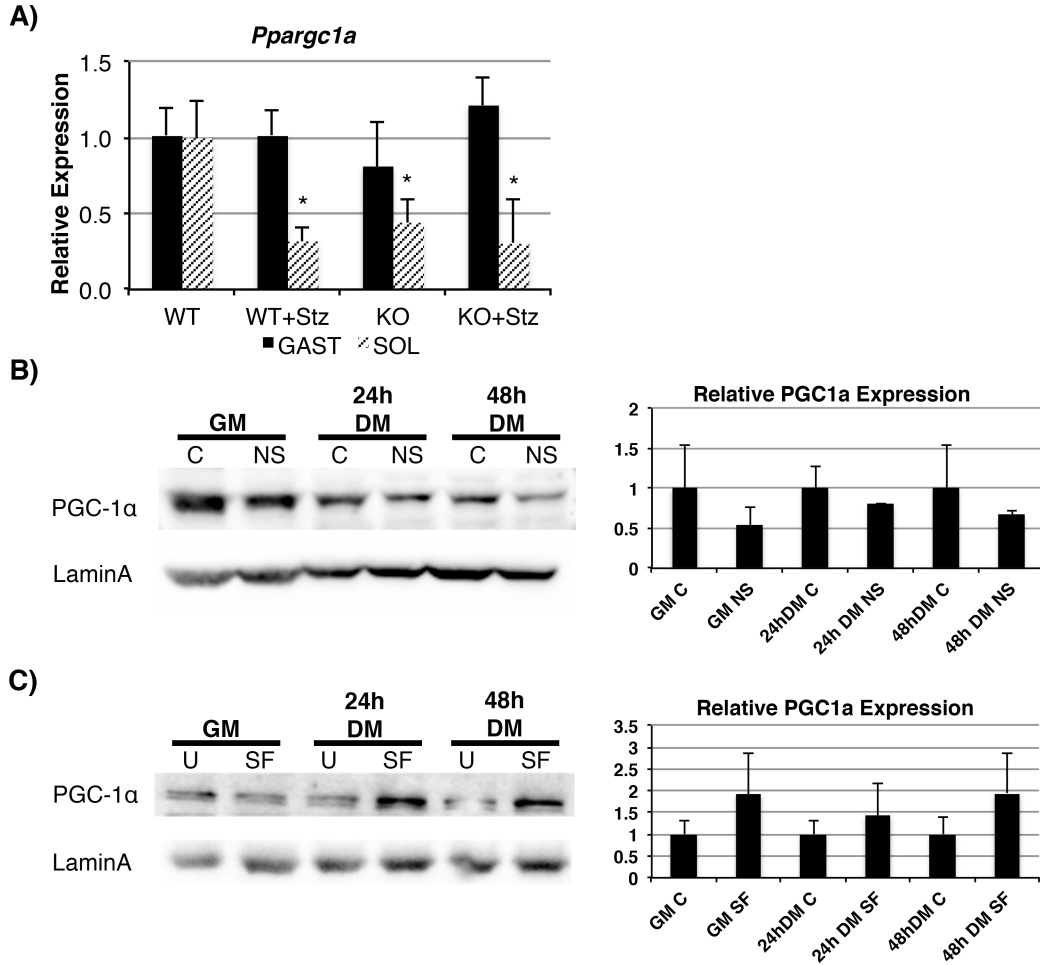 A)
Ppargc1a
Relative Expression
1.5
1.0
0.5
0.0
* * *
WT WT+Stz KO KO+Stz
GAST SOL
B)
GM 24h DM 48h DM
C NS C NS C NS
PGC-1α
LaminA
Relative PGC1a Expression
2
1.5
1
0.5
0
GM C GM NS 24hDM C 24h DM NS 48hDM C 48h DM NS
C)
GM 24h DM 48h DM
U SF U SF U SF
PGC-1α
LaminA
Relative PGC1a Expression
3.5
3
2.5
2
1.5
1
0.5
0
GM C GM SF 24hDM C 24h DM SF 48hDM C 48h DM SF